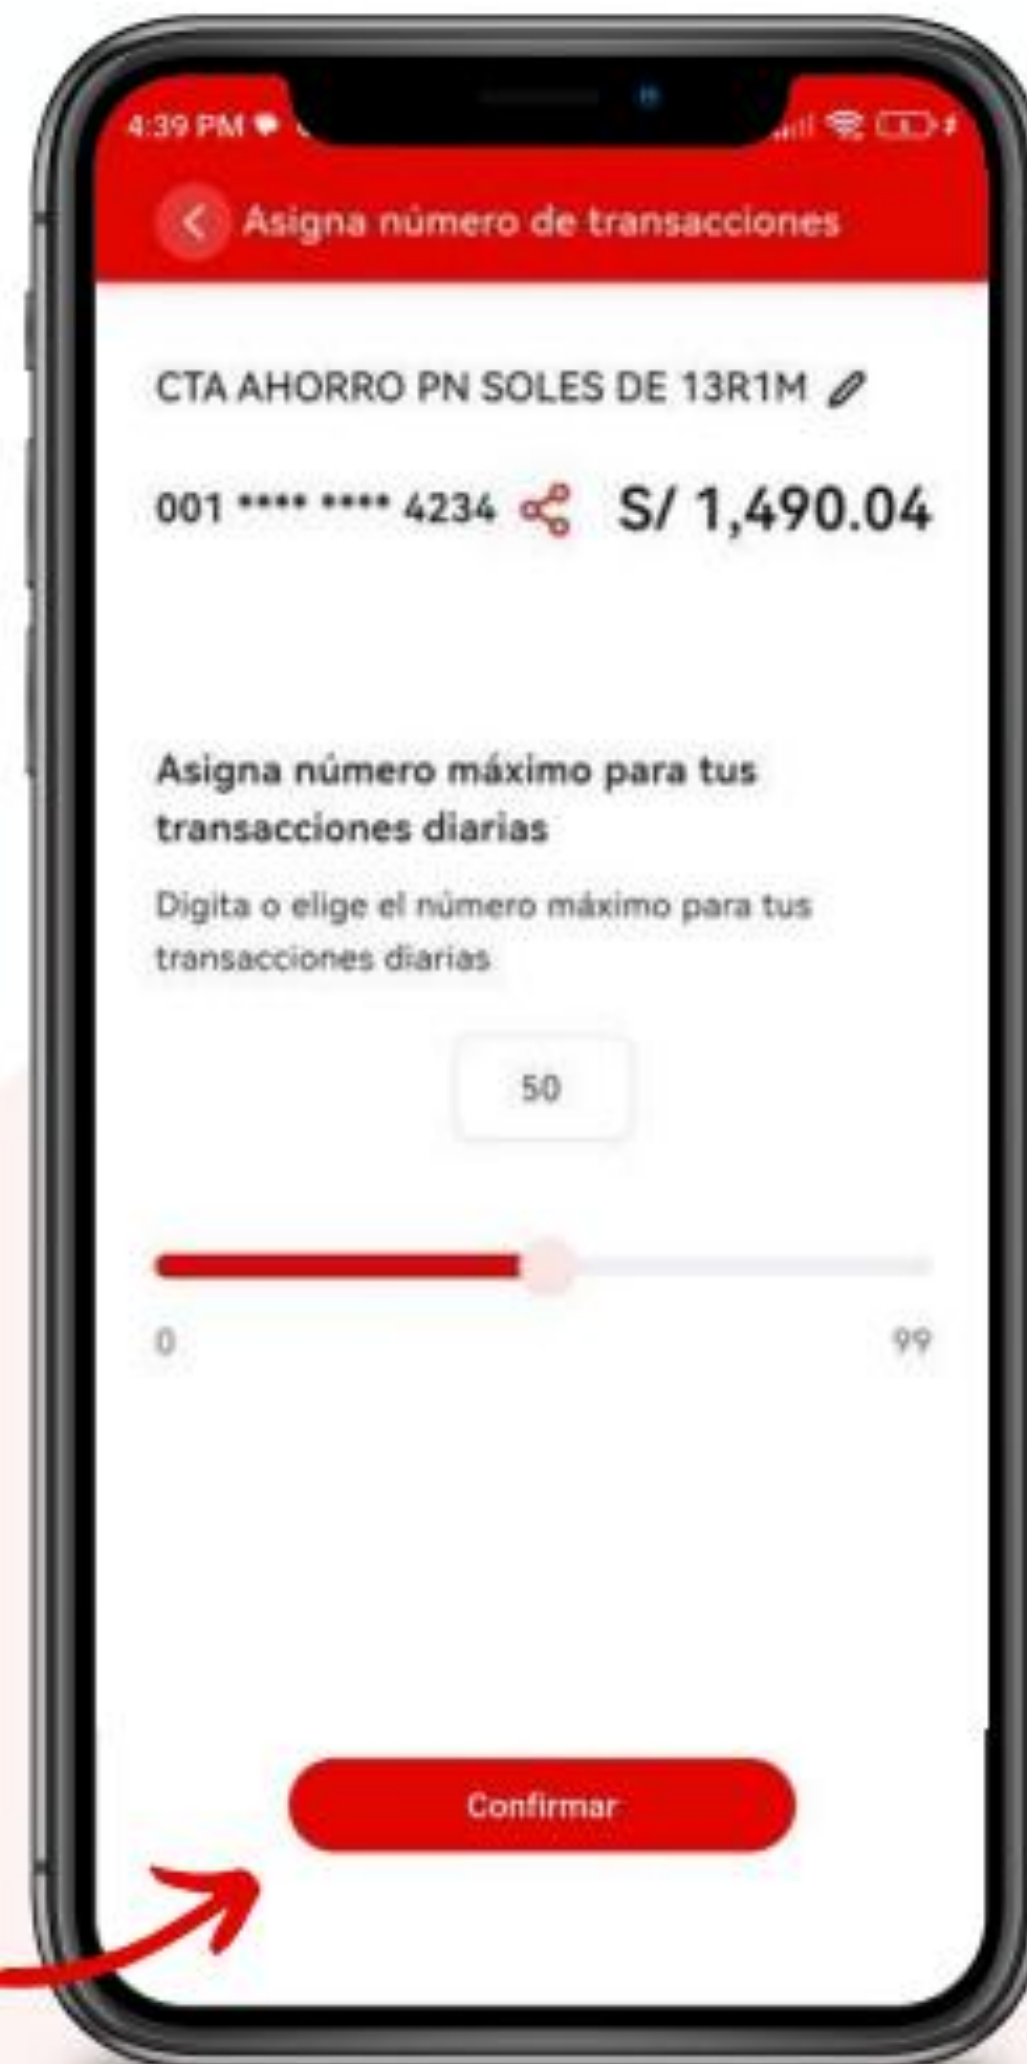 4:39 PM
Asigna número de transacciones
CTA AHORRO PN SOLES DE 13R1M
001 **** **** 4234 S/ 1,490.04
Asigna número máximo para tus
transacciones diarias
Digita o elige el número máximo para tus
transacciones diarias
50
0 99
Confirmar